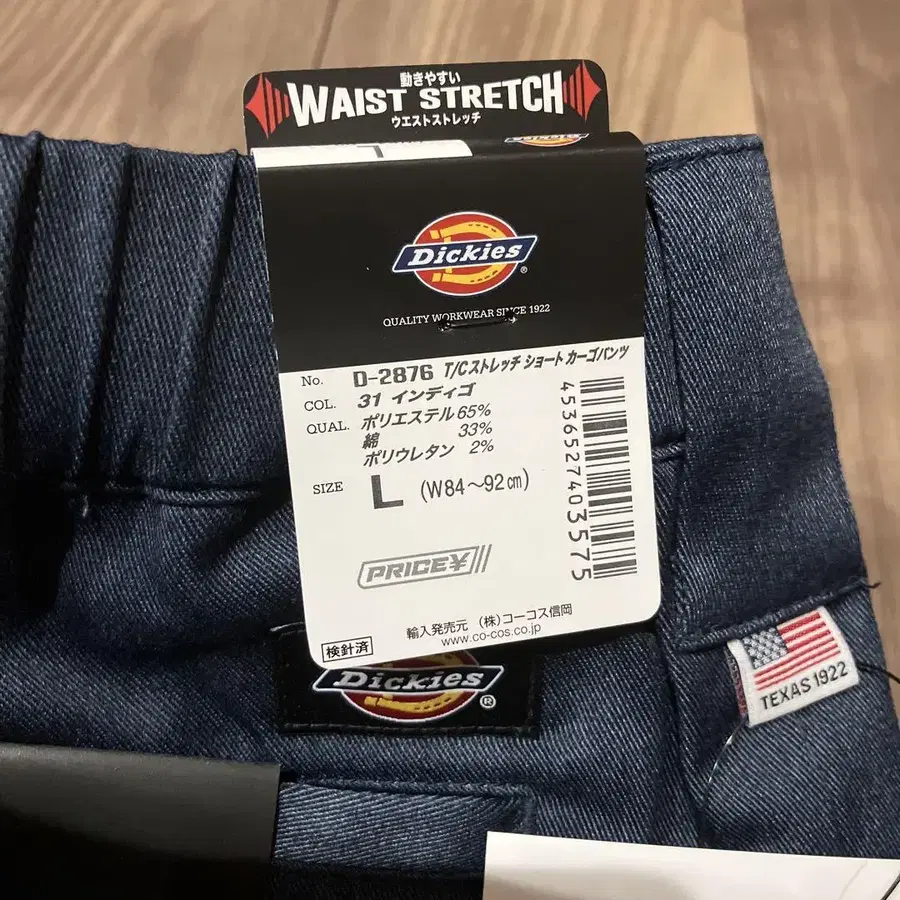 動きやすい
WAIST STRETCH
ウエストストレッチ
L
Dickies
QUALITY WORKWEAR SINCE 1922
No. D-2876 T/Cストレッチ ショート カーゴパンツ
COL. 31 インディゴ
QUAL. ポリエステル 65%
綿 33%
ポリウレタン 2%
SIZE L (W84～92cm)
4536527403575
PRICE¥
輸入発売元 (株)コーコス信岡
www.co-cos.co.jp
検針済
Dickies
TEXAS 1922